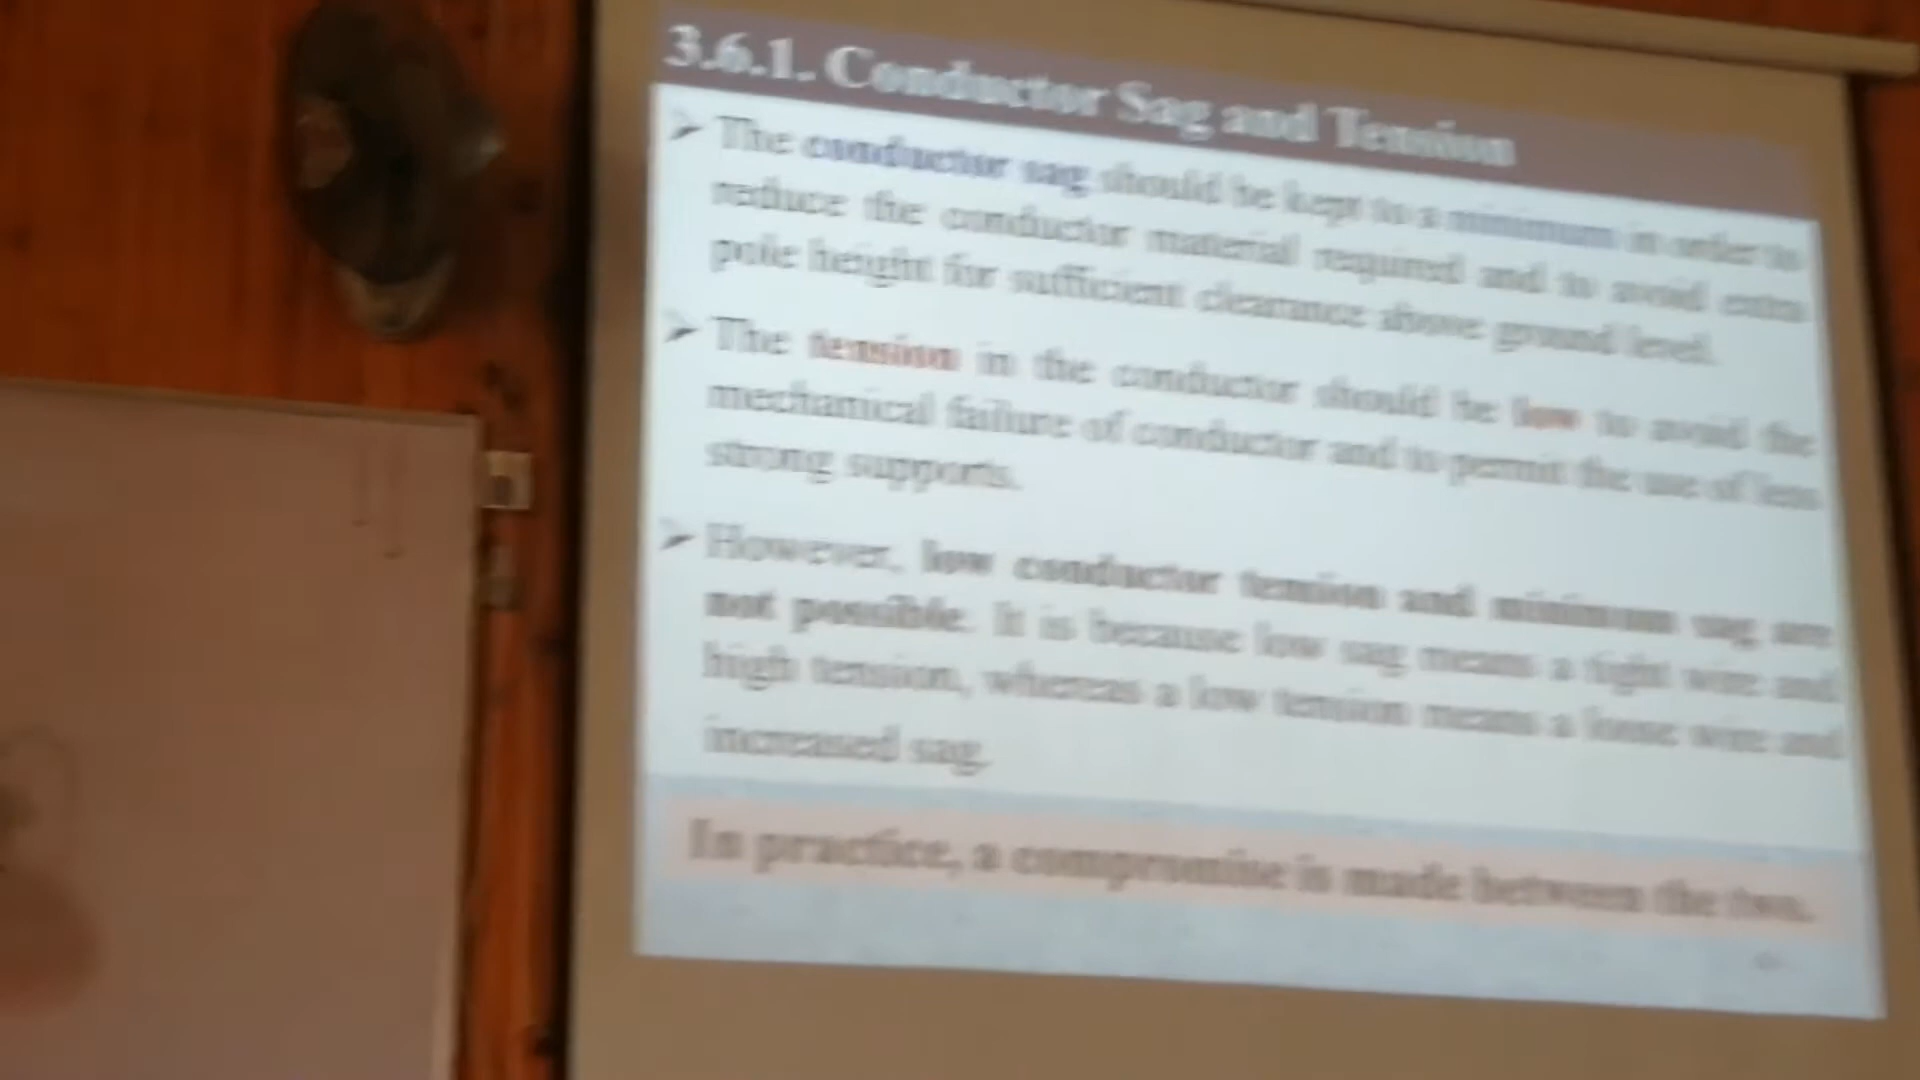 3.6.1. Conductor Sag and Tension
➢ The conductor sag should be kept to a minimum in order to
reduce the conductor material required and to avoid extra
pole height for sufficient clearance above ground level.
➢ The tension in the conductor should be low to avoid the
mechanical failure of conductor and to permit the use of less
strong supports.
➢ However, low conductor tension and minimum sag are
not possible. It is because low sag means a tight wire and
high tension, whereas a low tension means a loose wire and
increased sag.
In practice, a compromise is made between the two.